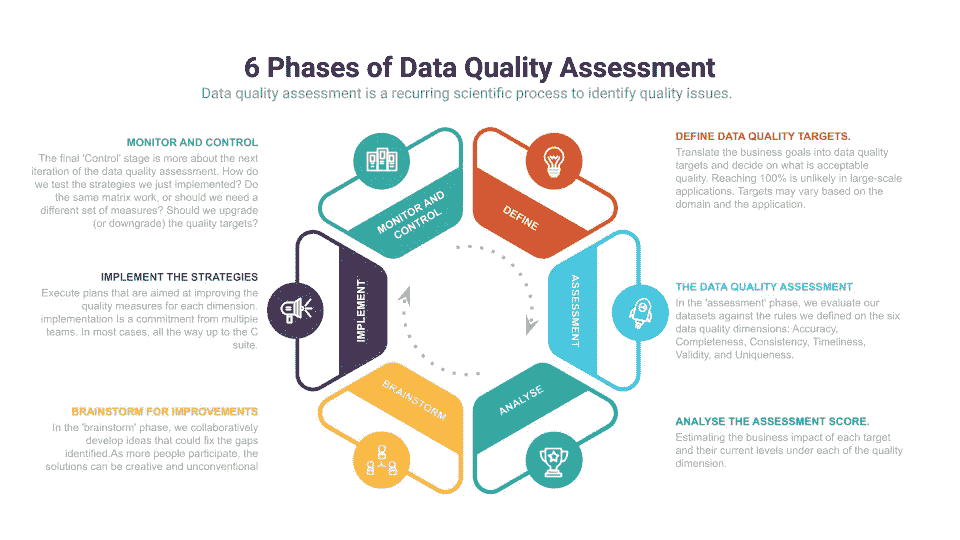 6 Phases of Data Quality Assessment
Data quality assessment is a recurring scientific process to identify quality issues.
MONITOR AND CONTROL
The final 'Control' stage is more about the next
iteration of the data quality assessment. How do
we test the strategies we just implemented? Do
the same matrix work, or should we need a
different set of measures? Should we upgrade
(or downgrade) the quality targets?
IMPLEMENT THE STRATEGIES
Execute plans that are aimed at improving the
quality measures for each dimension.
implementation Is a commitment from multiple
teams. In most cases, all the way up to the C
suite.
BRAINSTORM FOR IMPROVEMENTS
In the 'brainstorm' phase, we collaboratively
develop ideas that could fix the gaps
identified.As more people participate, the
solutions can be creative and unconventional
MONITOR AND
CONTROL
DEFINE
IMPLEMENT
ASSESSMENT
BRAINSTORM
ANALYSE
DEFINE DATA QUALITY TARGETS.
Translate the business goals into data quality
targets and decide on what is acceptable
quality. Reaching 100% is unlikely in large-scale
applications. Targets may vary based on the
domain and the application.
THE DATA QUALITY ASSESSMENT
In the 'assessment' phase, we evaluate our
datasets against the rules we defined on the six
data quality dimensions: Accuracy,
Completeness, Consistency, Timeliness,
Validity, and Uniqueness.
ANALYSE THE ASSESSMENT SCORE.
Estimating the business impact of each target
and their current levels under each of the quality
dimension.